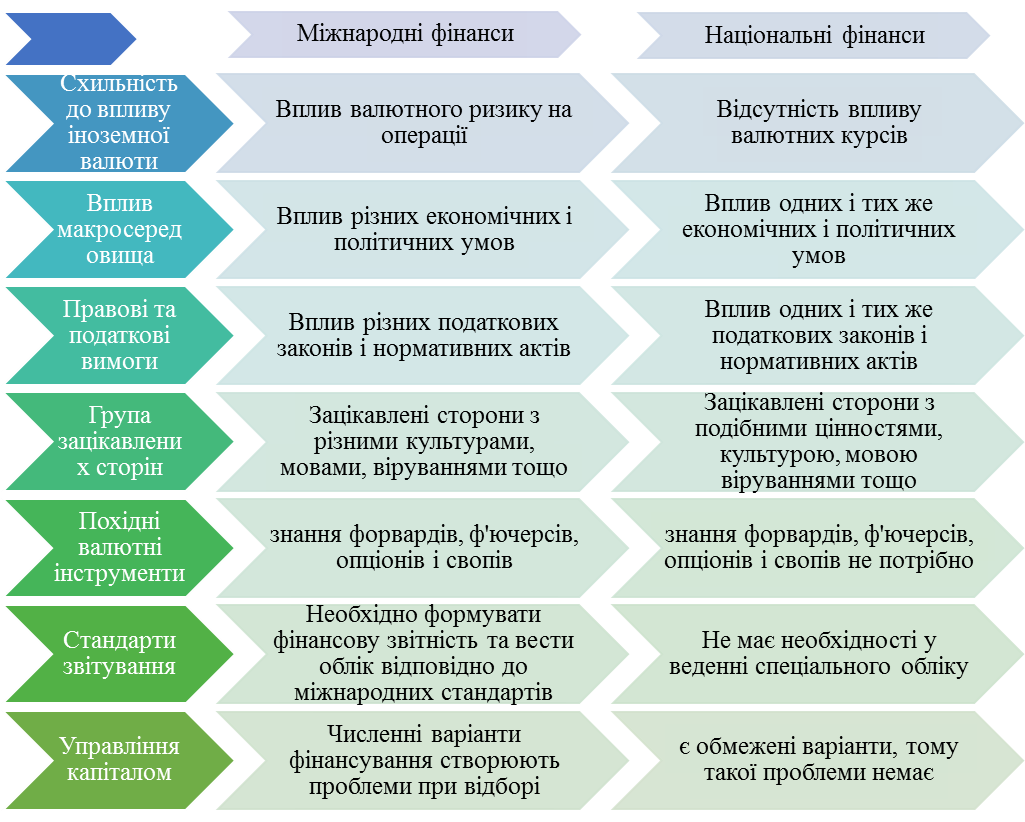 Міжнародні фінанси
Національні фінанси
Схильність
до впливу
іноземної
валюти
Вплив валютного ризику на
операції
Відсутність впливу
валютних курсів
Вплив
макросеред
овища
Вплив різних економічних і
політичних умов
Вплив одних і тих же
економічних і політичних
умов
Правові та
податкові
вимоги
Вплив різних податкових
законів і нормативних актів
Вплив одних і тих же
податкових законів і
нормативних актів
Група
зацікавлени
х сторін
Зацікавлені сторони з
різними культурами,
мовами, віруваннями тощо
Зацікавлені сторони з
подібними цінностями,
культурою, мовою
віруваннями тощо
Похідні
валютні
інструменти
знання форвардів, ф'ючерсів,
опціонів і свопів
знання форвардів, ф'ючерсів,
опціонів і свопів не потрібно
Стандарти
звітування
Необхідно формувати
фінансову звітність та вести
облік відповідно до
міжнародних стандартів
Не має необхідності у
веденні спеціального обліку
Управління
капіталом
Численні варіанти
фінансування створюють
проблеми при відборі
є обмежені варіанти, тому
такої проблеми немає